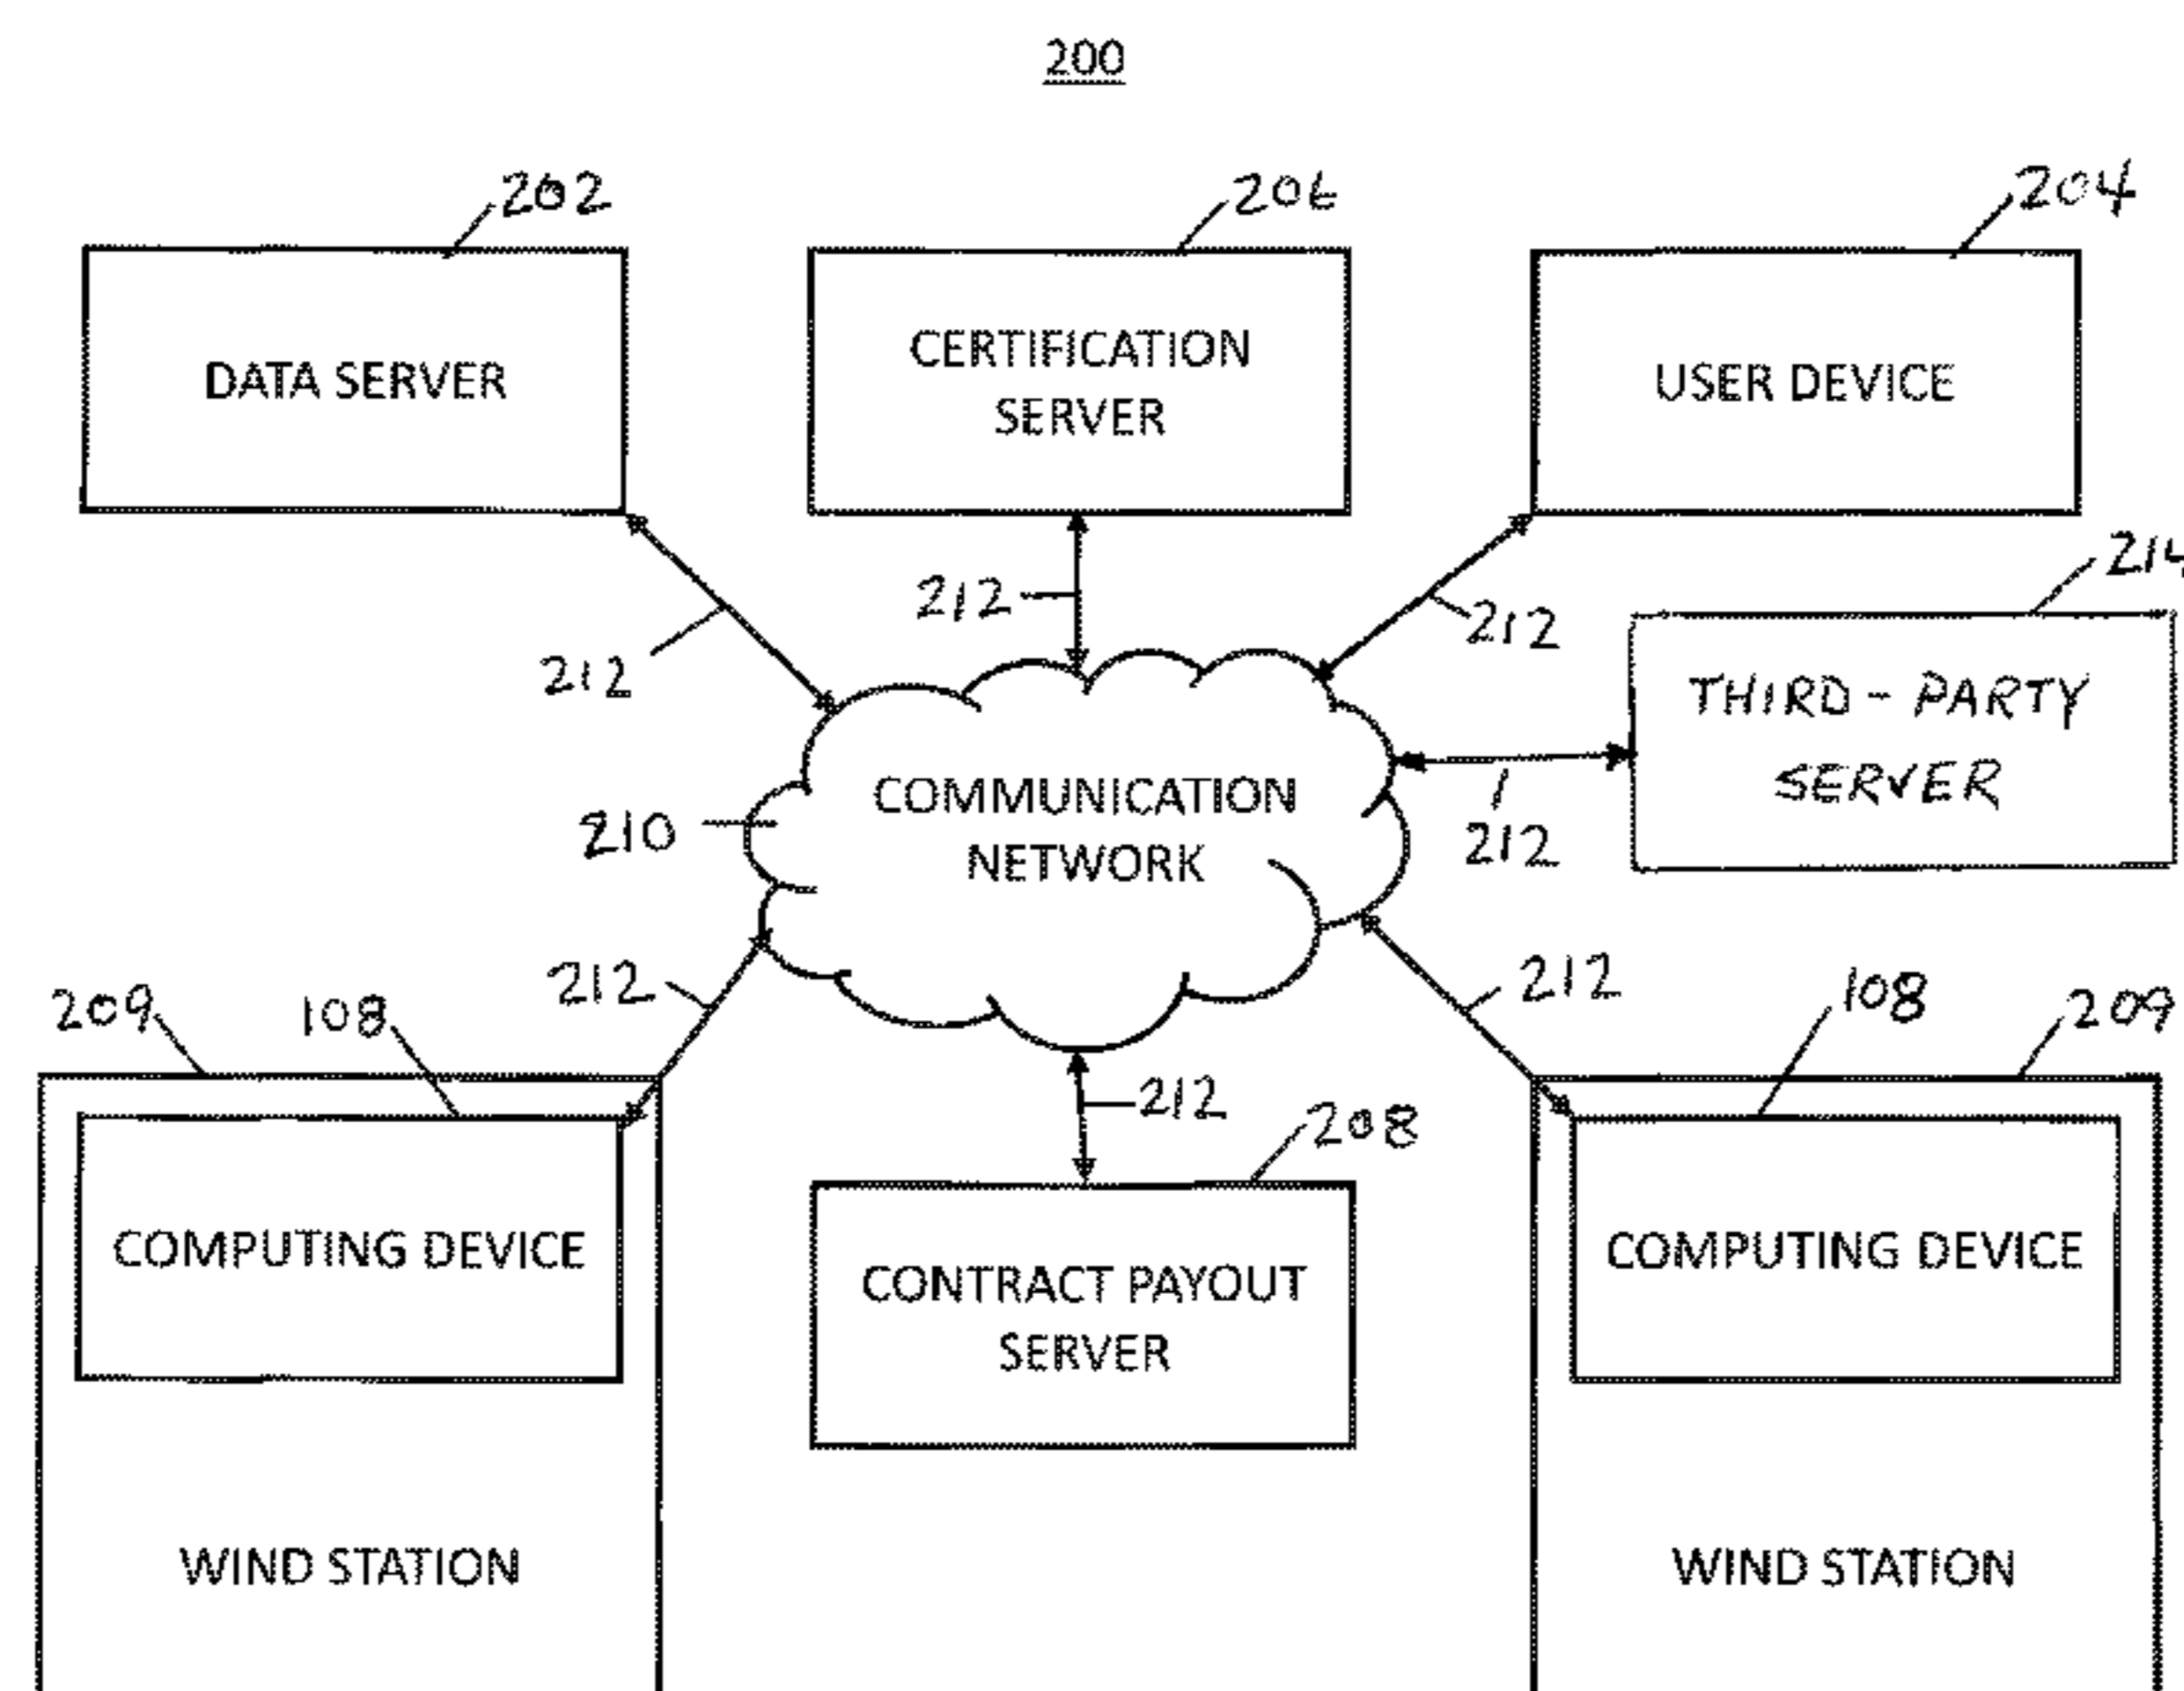 200
202
206
204
DATA SERVER
CERTIFICATION
SERVER
USER DEVICE
214
212
212
212
THIRD - PARTY
SERVER
212
COMMUNICATION
NETWORK
210
212
212
209
108
108
209
212
208
COMPUTING DEVICE
CONTRACT PAYOUT
SERVER
COMPUTING DEVICE
WIND STATION
WIND STATION